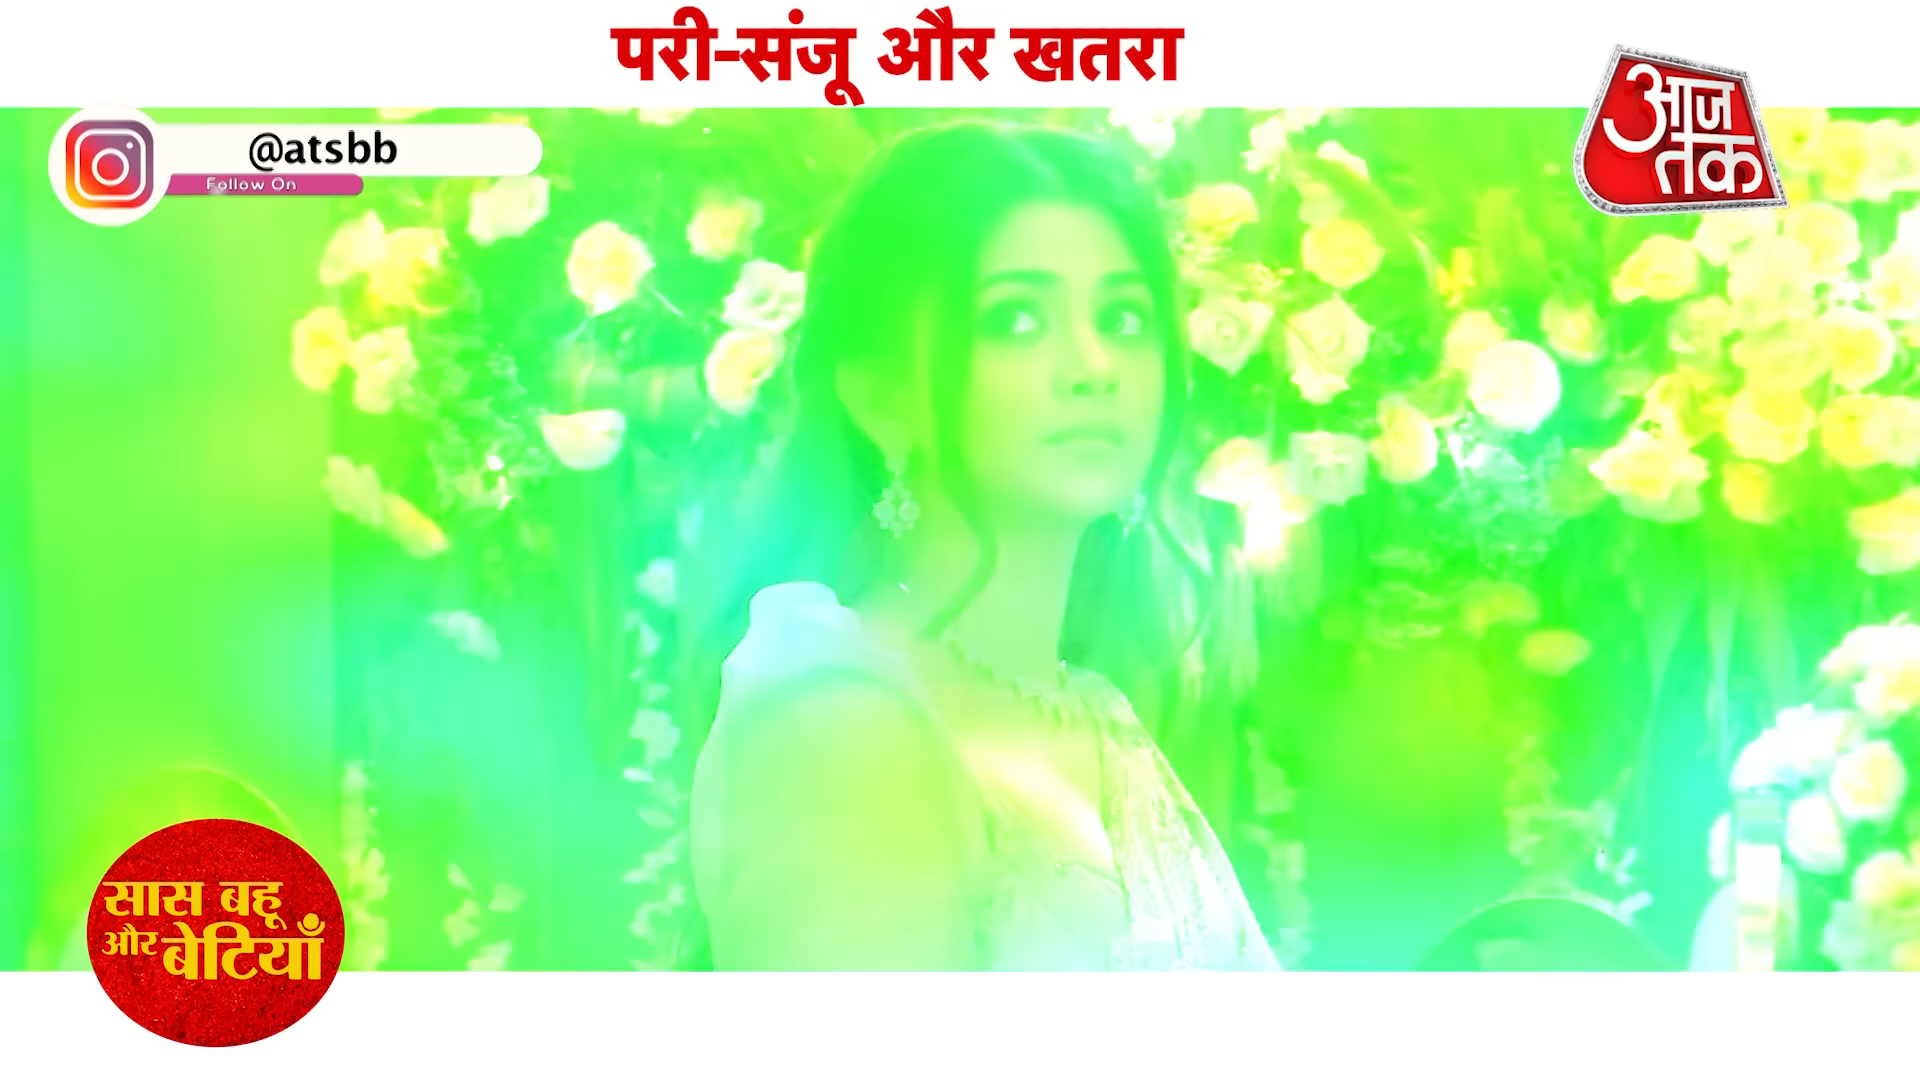 परी-संजू और खतरा
@atsbb
Follow On
आज
तक
सास बहू
और बेटियाँ